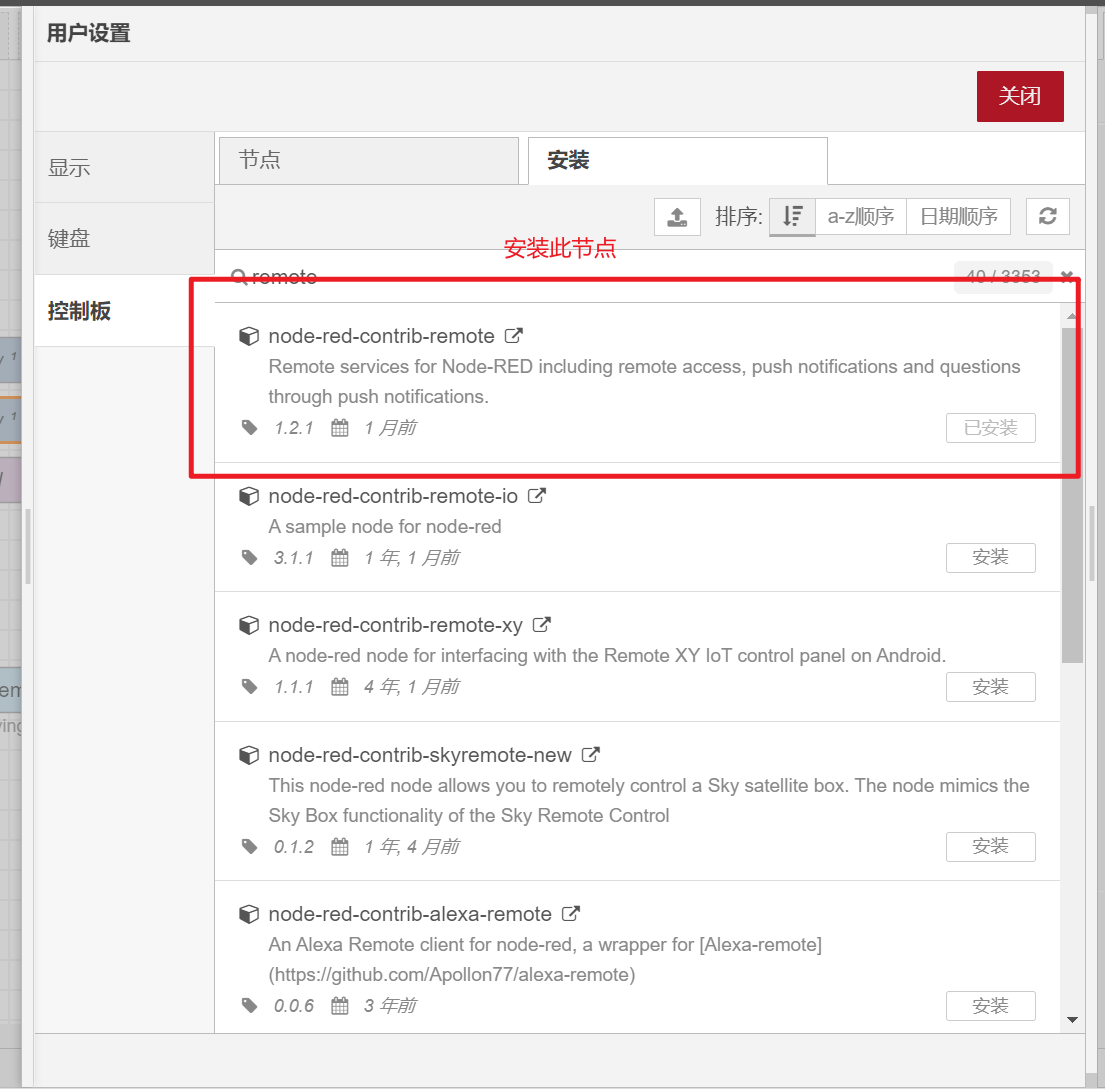 用户设置
关闭
显示
键盘
控制板
节点
安装
排序: a-z顺序 日期顺序
安装此节点
remote
40 / 3353
node-red-contrib-remote
Remote services for Node-RED including remote access, push notifications and questions
through push notifications.
1.2.1 1 月前
已安装
node-red-contrib-remote-io
A sample node for node-red
3.1.1 1 年, 1 月前
安装
node-red-contrib-remote-xy
A node-red node for interfacing with the Remote XY IoT control panel on Android.
1.1.1 4 年, 1 月前
安装
node-red-contrib-skyremote-new
This node-red node allows you to remotely control a Sky satellite box. The node mimics the
Sky Box functionality of the Sky Remote Control
0.1.2 1 年, 4 月前
安装
node-red-contrib-alexa-remote
An Alexa Remote client for node-red, a wrapper for [Alexa-remote]
(https://github.com/Apollon77/alexa-remote)
0.0.6 3 年前
安装